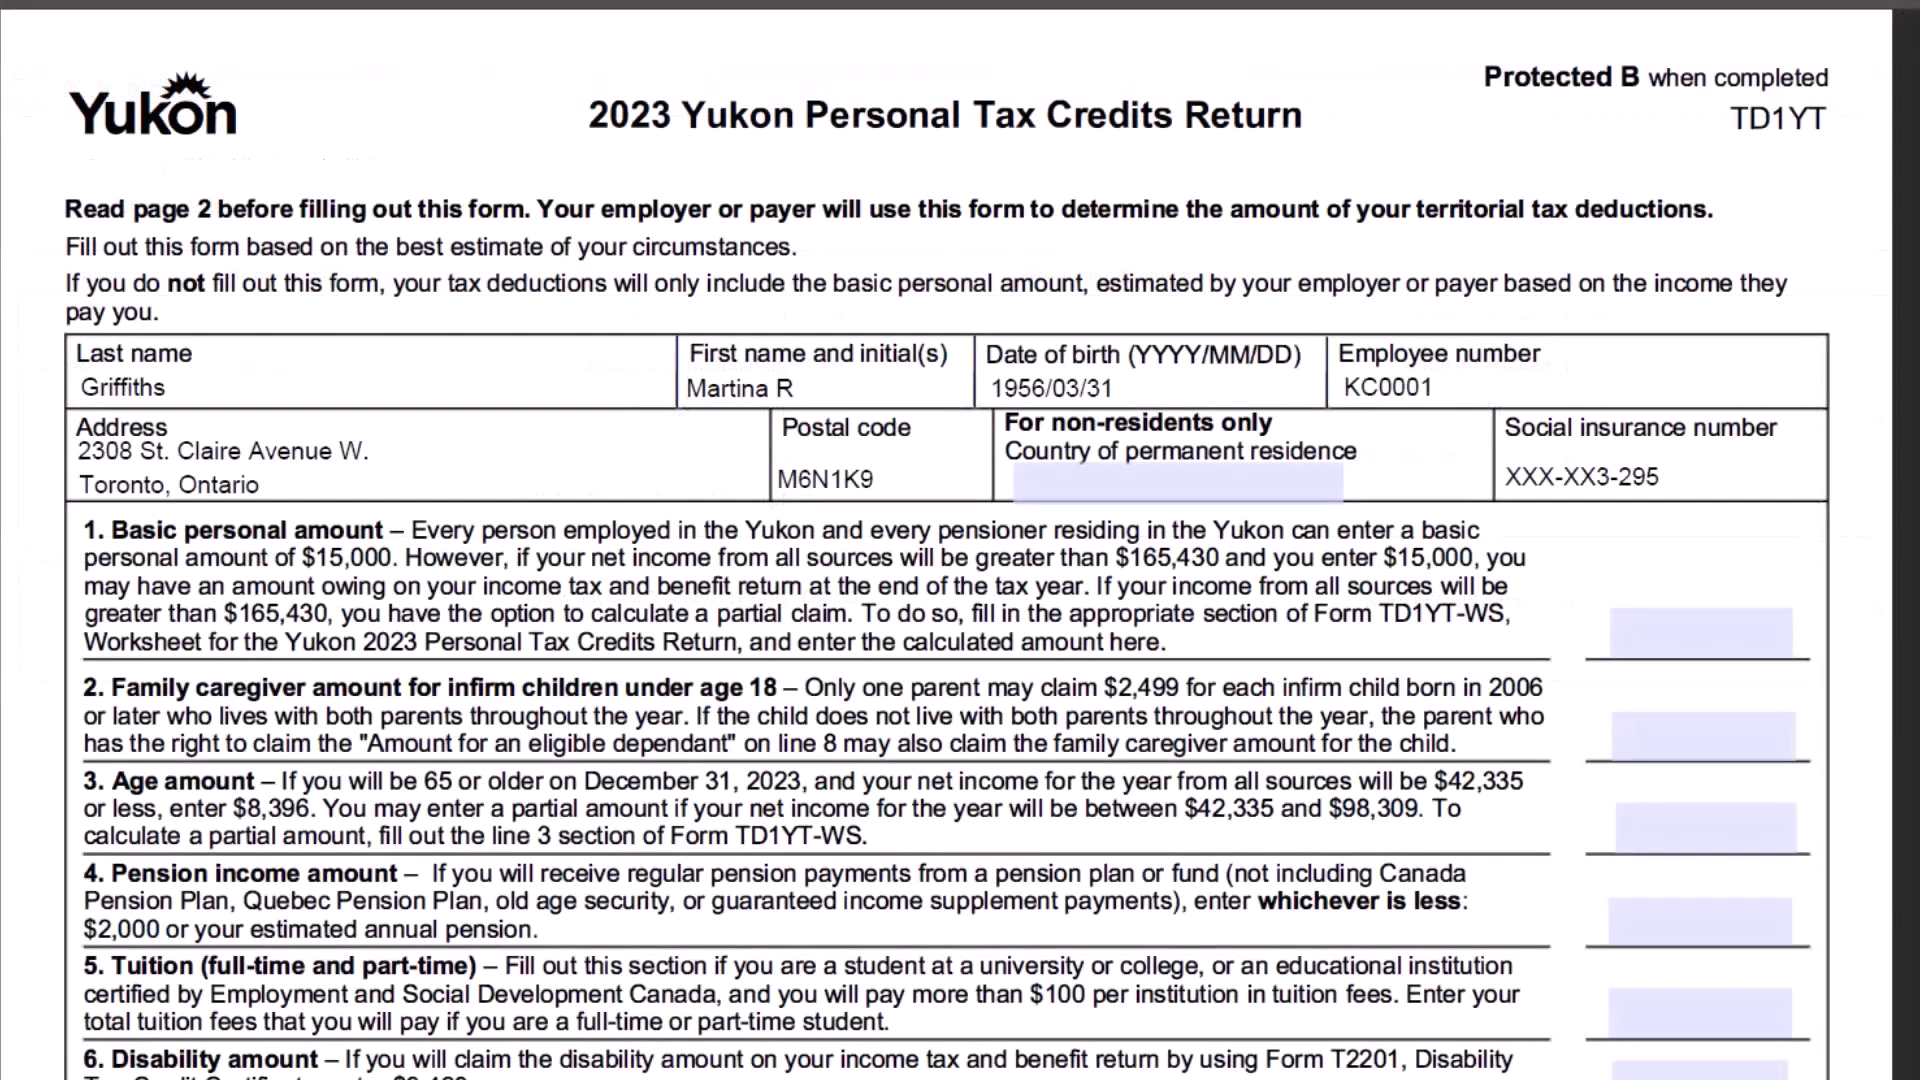 Yukon
2023 Yukon Personal Tax Credits Return
Protected B when completed
TD1YT
Read page 2 before filling out this form. Your employer or payer will use this form to determine the amount of your territorial tax deductions.
Fill out this form based on the best estimate of your circumstances.
If you do not fill out this form, your tax deductions will only include the basic personal amount, estimated by your employer or payer based on the income they
pay you.
Last name
Griffiths
First name and initial(s)
Martina R
Date of birth (YYYY/MM/DD)
1956/03/31
Employee number
KC0001
Address
2308 St. Claire Avenue W.
Toronto, Ontario
Postal code
M6N1K9
For non-residents only
Country of permanent residence
Social insurance number
XXX-XX3-295
1. Basic personal amount – Every person employed in the Yukon and every pensioner residing in the Yukon can enter a basic
personal amount of $15,000. However, if your net income from all sources will be greater than $165,430 and you enter $15,000, you
may have an amount owing on your income tax and benefit return at the end of the tax year. If your income from all sources will be
greater than $165,430, you have the option to calculate a partial claim. To do so, fill in the appropriate section of Form TD1YT-WS,
Worksheet for the Yukon 2023 Personal Tax Credits Return, and enter the calculated amount here.
2. Family caregiver amount for infirm children under age 18 – Only one parent may claim $2,499 for each infirm child born in 2006
or later who lives with both parents throughout the year. If the child does not live with both parents throughout the year, the parent who
has the right to claim the "Amount for an eligible dependant" on line 8 may also claim the family caregiver amount for the child.
3. Age amount – If you will be 65 or older on December 31, 2023, and your net income for the year from all sources will be $42,335
or less, enter $8,396. You may enter a partial amount if your net income for the year will be between $42,335 and $98,309. To
calculate a partial amount, fill out the line 3 section of Form TD1YT-WS.
4. Pension income amount – If you will receive regular pension payments from a pension plan or fund (not including Canada
Pension Plan, Quebec Pension Plan, old age security, or guaranteed income supplement payments), enter whichever is less:
$2,000 or your estimated annual pension.
5. Tuition (full-time and part-time) – Fill out this section if you are a student at a university or college, or an educational institution
certified by Employment and Social Development Canada, and you will pay more than $100 per institution in tuition fees. Enter your
total tuition fees that you will pay if you are a full-time or part-time student.
6. Disability amount – If you will claim the disability amount on your income tax and benefit return by using Form T2201, Disability